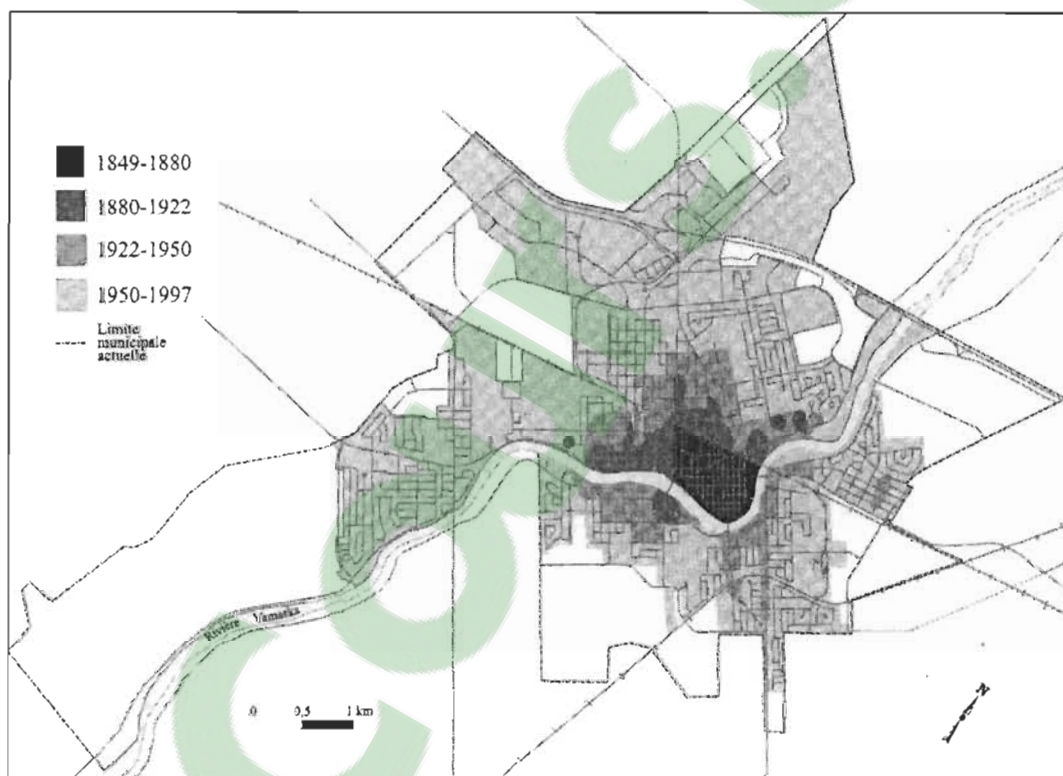 1849-1880
1880-1922
1922-1950
1950-1997
Limite
municipale
actuelle
Rivière Yamaska
0 0,5 1 km
N